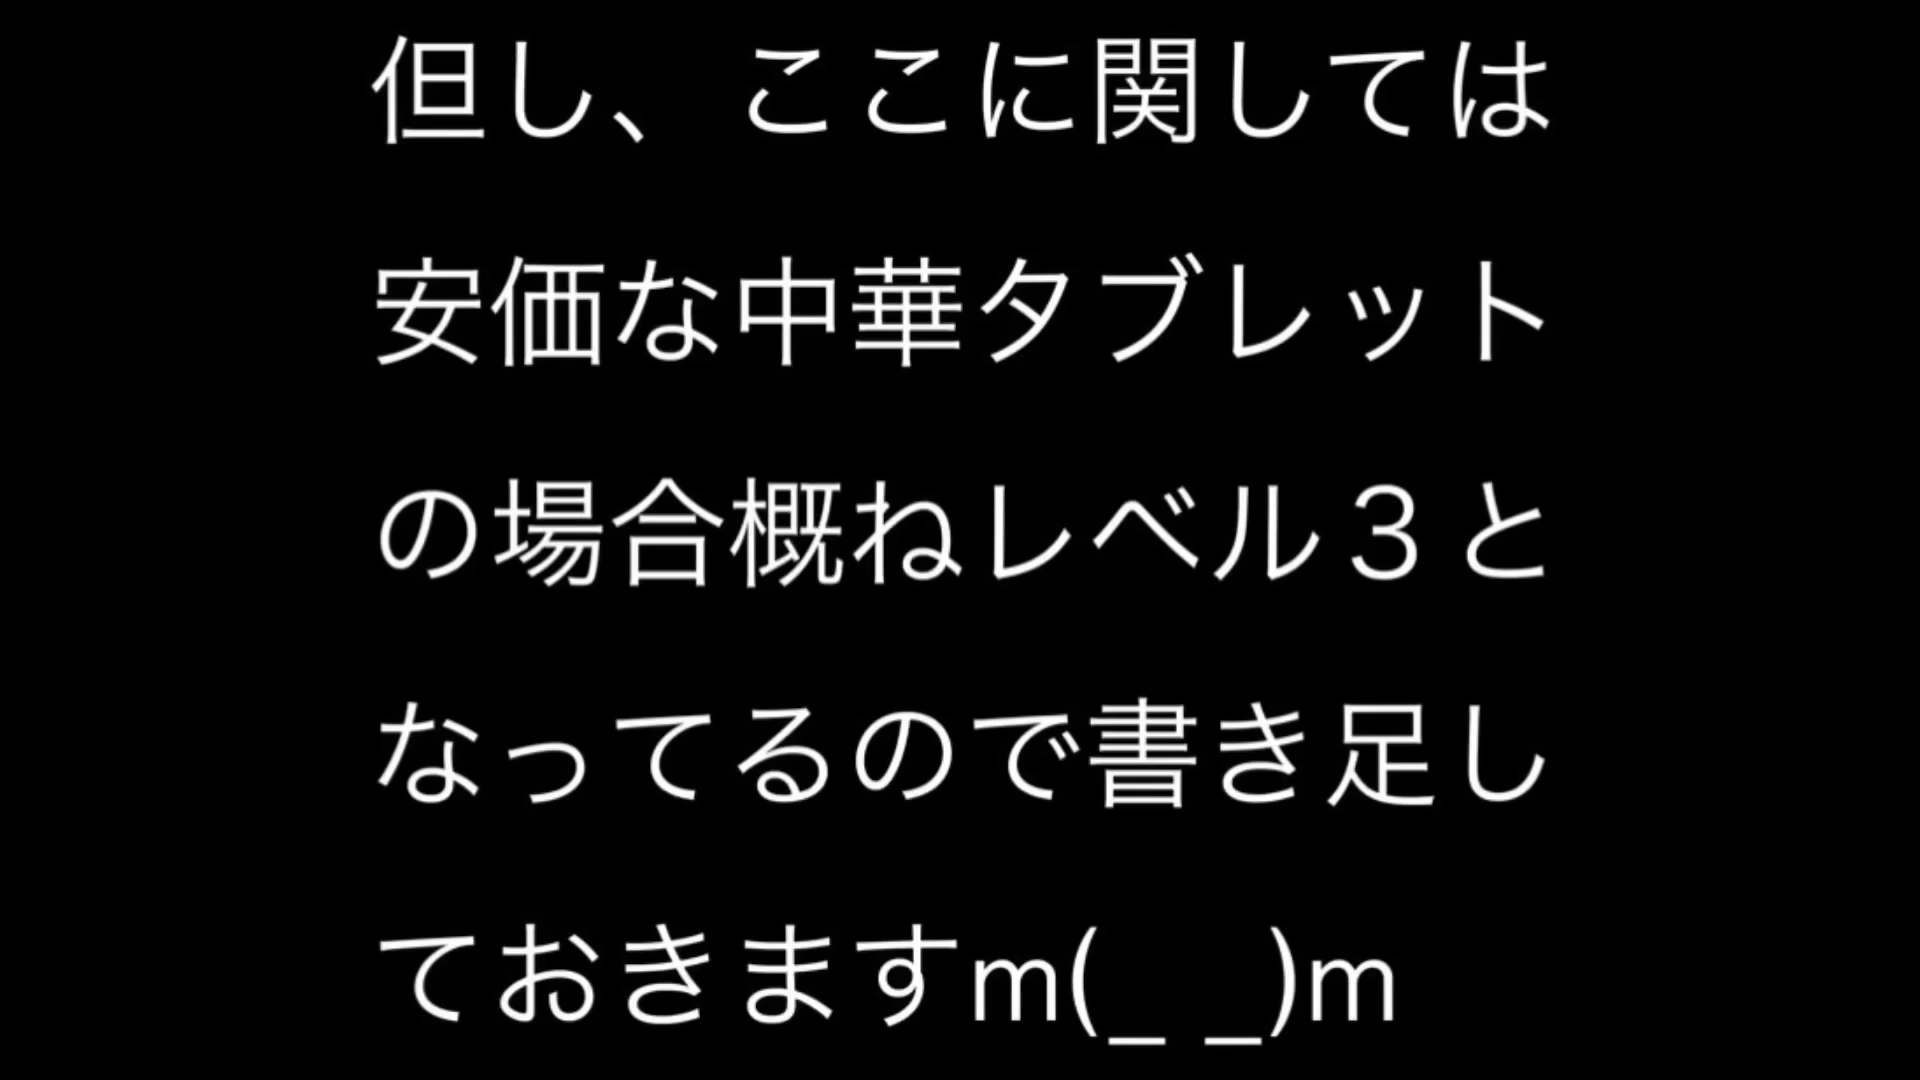 但し、ここに関しては
安価な中華タブレット
の場合概ねレベル３と
なってるので書き足し
ておきますm(_ _)m